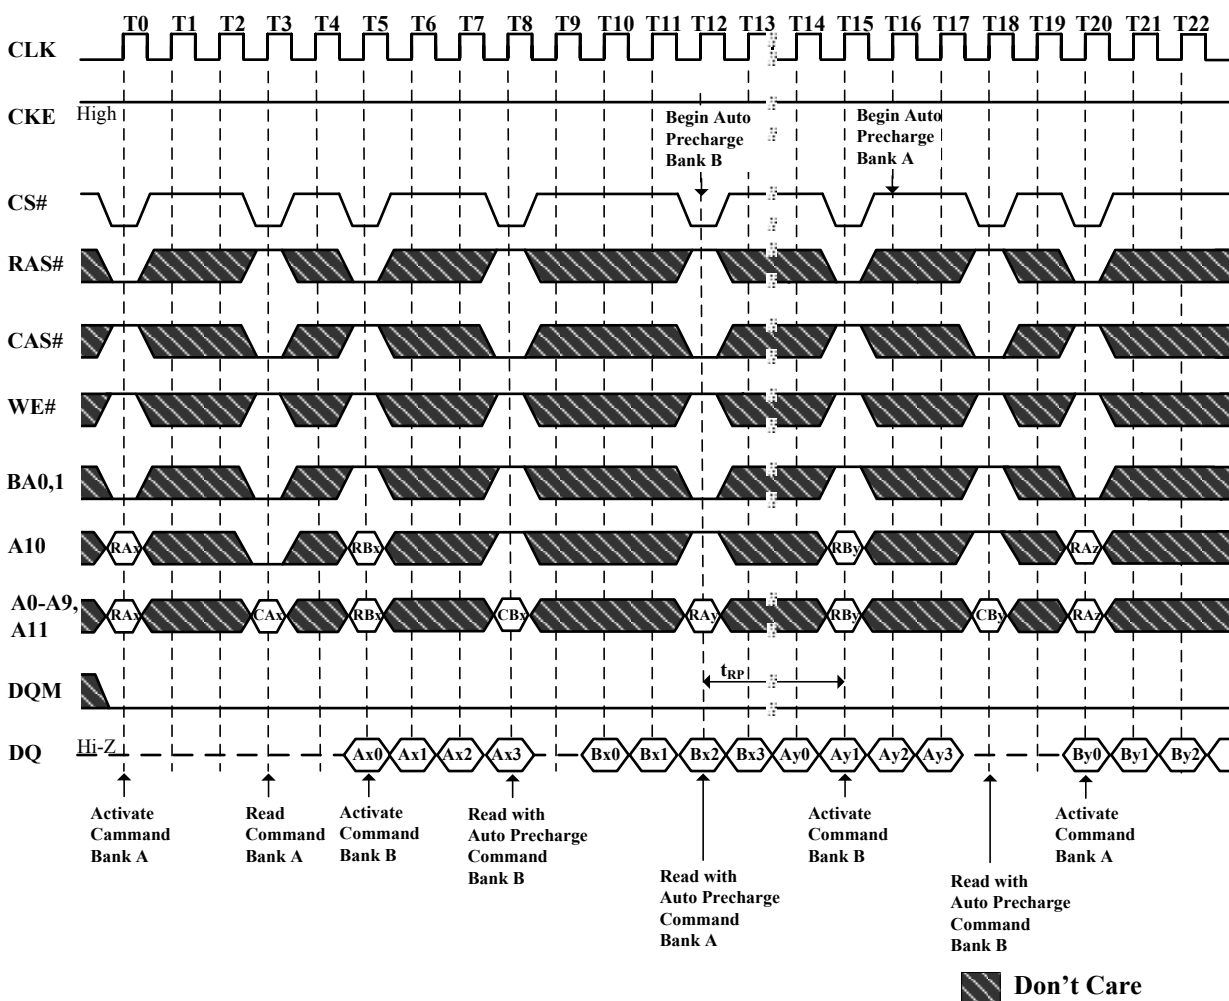 T0 T1 T2 T3 T4 T5 T6 T7 T8 T9 T10 T11 T12 T13 T14 T15 T16 T17 T18 T19 T20 T21 T22
CLK
CKE High
Begin Auto
Precharge
Bank B
Begin Auto
Precharge
Bank A
CS#
RAS#
CAS#
WE#
BA0,1
A10 RAx RBx RBy RAz
A0-A9,
A11
RAx CAx RBx CBx RAy RBy CBy RAz
DQM
tRP
DQ Hi-Z Ax0 Ax1 Ax2 Ax3 Bx0 Bx1 Bx2 Bx3 Ay0 Ay1 Ay2 Ay3 By0 By1 By2
Activate
Cammand
Bank A
Read
Command
Bank A
Activate
Command
Bank B
Read with
Auto Precharge
Command
Bank B
Read with
Auto Precharge
Command
Bank A
Activate
Command
Bank B
Read with
Auto Precharge
Command
Bank B
Activate
Command
Bank A
Don't Care